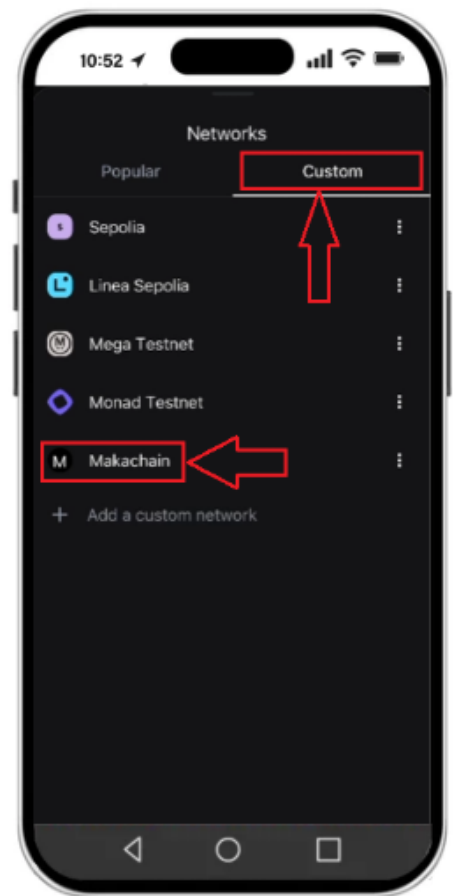 10:52
Networks
Popular
Custom
S Sepolia
L Linea Sepolia
M Mega Testnet
Monad Testnet
M Makachain
+ Add a custom network